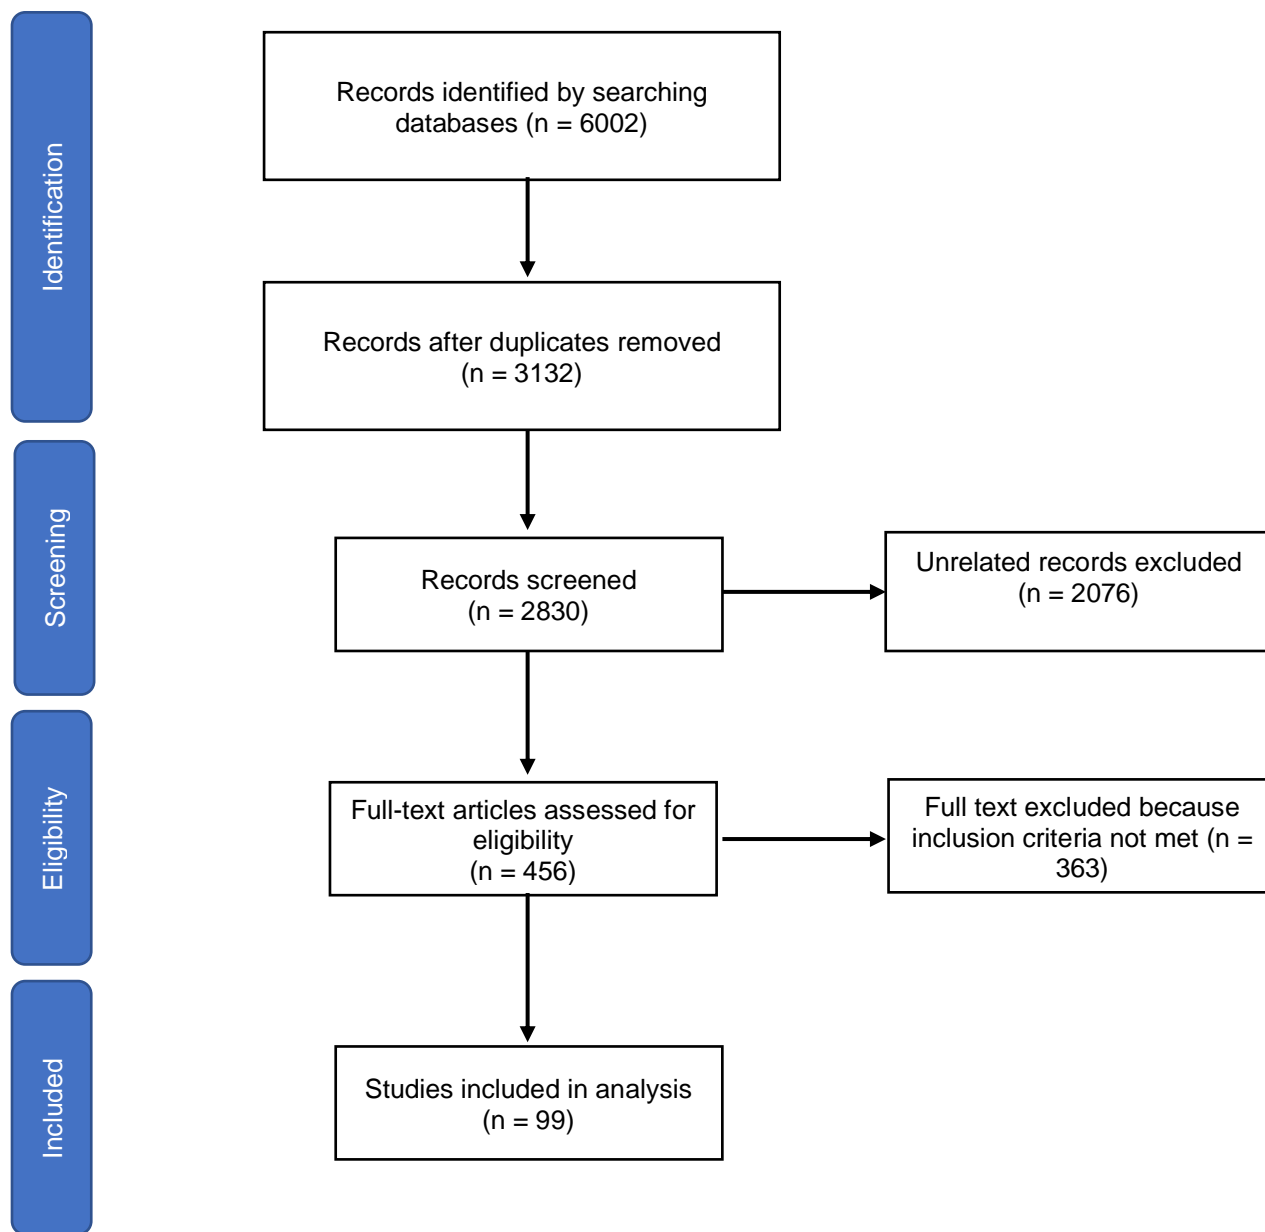 Identification
Records identified by searching
databases (n = 6002)
Records after duplicates removed
(n = 3132)
Screening
Records screened
(n = 2830)
Unrelated records excluded
(n = 2076)
Eligibility
Full-text articles assessed for
eligibility
(n = 456)
Full text excluded because
inclusion criteria not met (n =
363)
Included
Studies included in analysis
(n = 99)